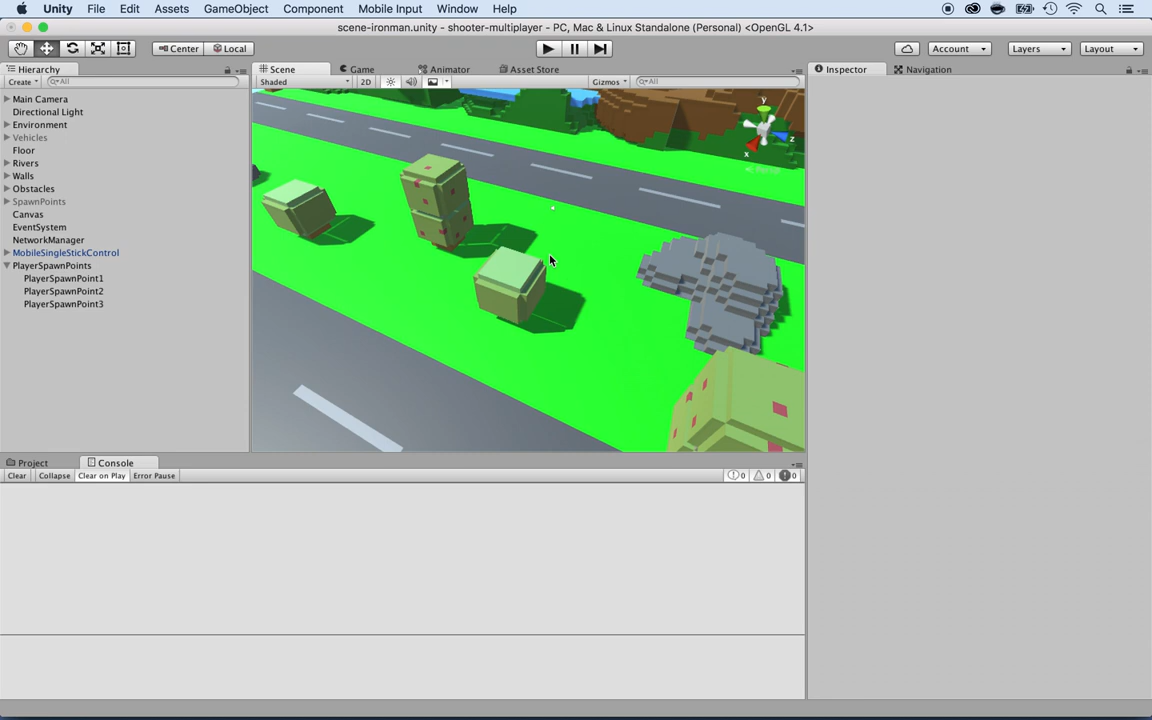 Unity File Edit Assets GameObject Component Mobile Input Window Help
scene-ironman.unity - shooter-multiplayer - PC, Mac & Linux Standalone (Personal) <OpenGL 4.1>
Center Local Account Layers Layout
Hierarchy Scene Game Animator Asset Store Inspector Navigation
Create All Shaded 2D Gizmos All
Main Camera
Directional Light
Environment
Vehicles
Floor
Rivers
Walls
Obstacles
SpawnPoints
Canvas
EventSystem
NetworkManager
MobileSingleStickControl
PlayerSpawnPoints
PlayerSpawnPoint1
PlayerSpawnPoint2
PlayerSpawnPoint3
y
z
x
Persp
Project Console
Clear Collapse Clear on Play Error Pause 0 0 0